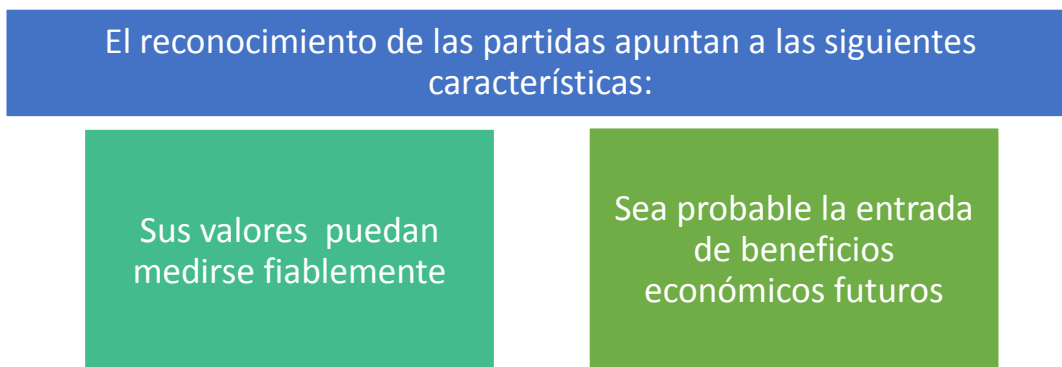 El reconocimiento de las partidas apuntan a las siguientes
características:
Sus valores puedan
medirse fiablemente
Sea probable la entrada
de beneficios
económicos futuros